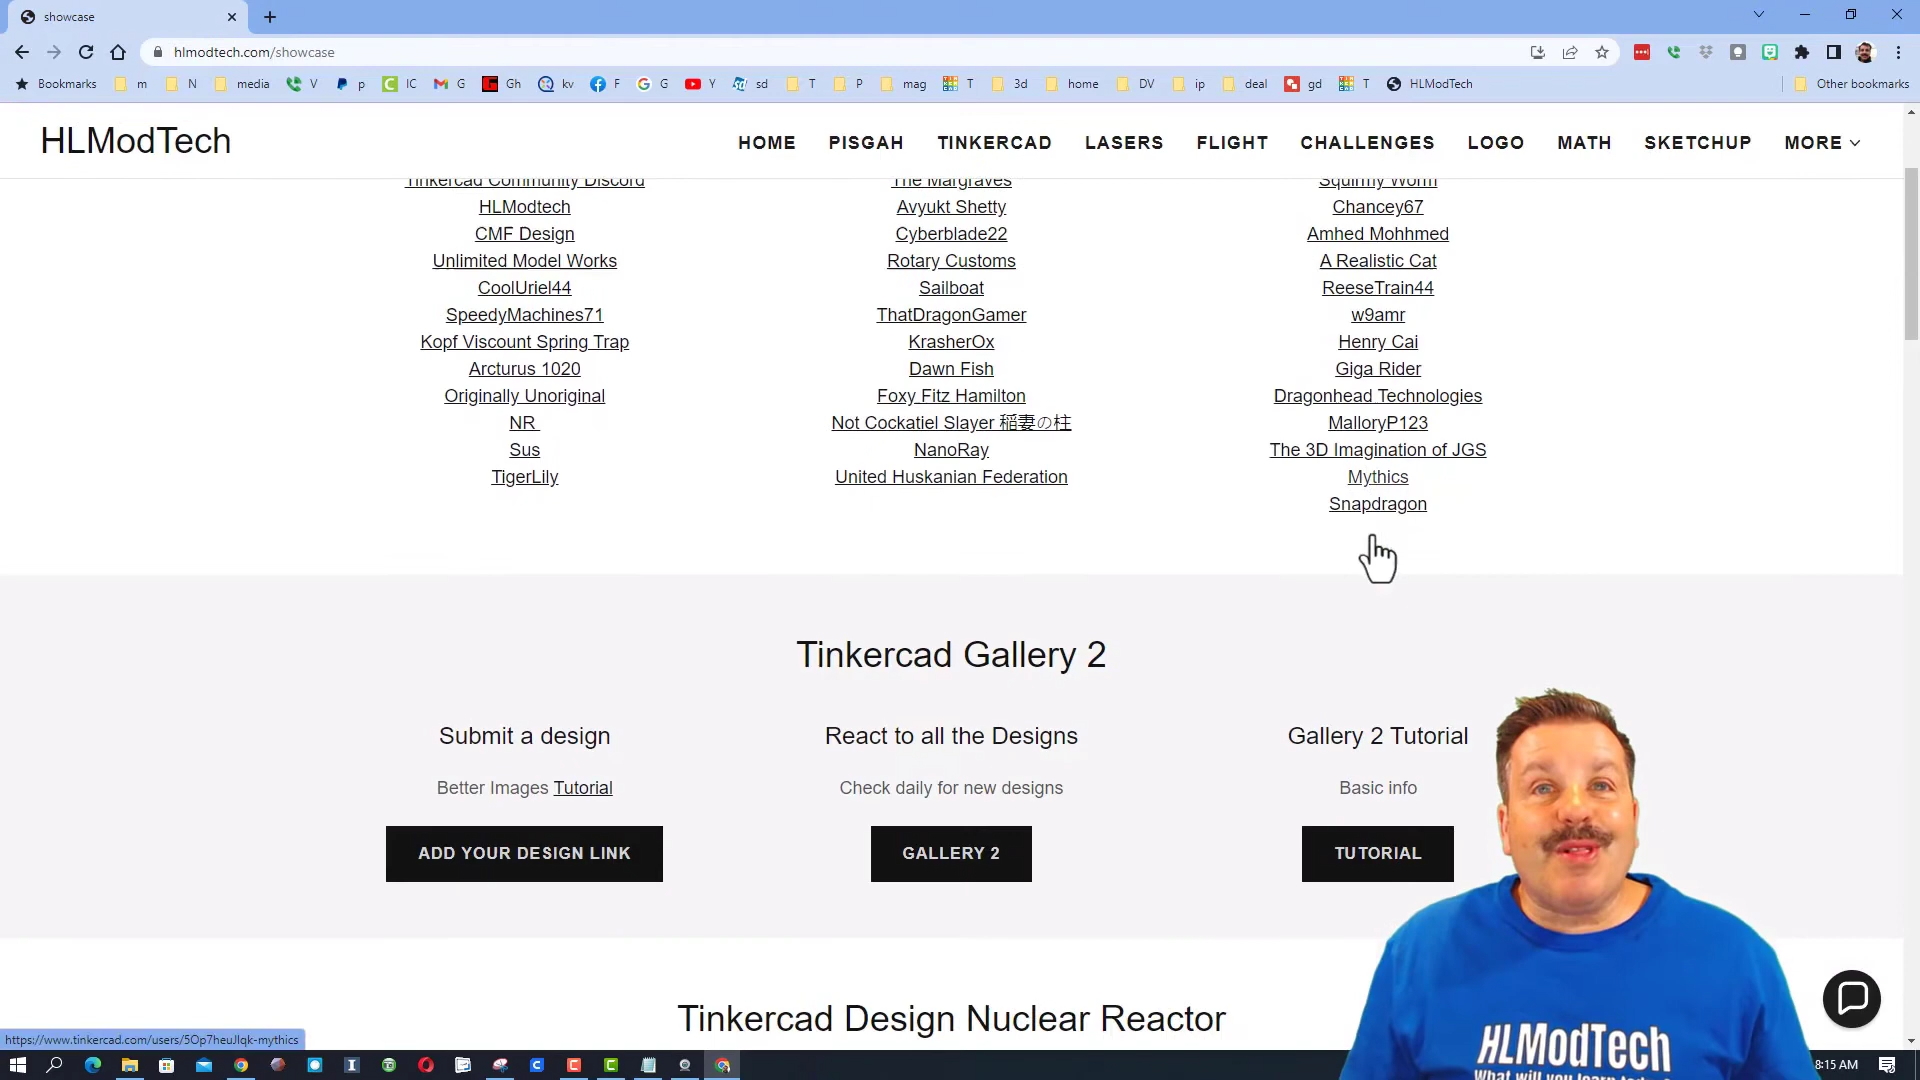 showcase
hlmodtech.com/showcase
Bookmarks m N media V p IC G Gh kv F G Y sd T P mag T 3d home DV ip deal gd T HLModTech Other bookmarks
HLModTech
HOME PISGAH TINKERCAD LASERS FLIGHT CHALLENGES LOGO MATH SKETCHUP MORE
Tinkercad Community Discord
HLModtech
CMF Design
Unlimited Model Works
CoolUriel44
SpeedyMachines71
Kopf Viscount Spring Trap
Arcturus 1020
Originally Unoriginal
NR
Sus
TigerLily
The Margraves
Avyukt Shetty
Cyberblade22
Rotary Customs
Sailboat
ThatDragonGamer
KrasherOx
Dawn Fish
Foxy Fitz Hamilton
Not Cockatiel Slayer 稲妻の柱
NanoRay
United Huskanian Federation
Squirmy Worm
Chancey67
Amhed Mohhmed
A Realistic Cat
ReeseTrain44
w9amr
Henry Cai
Giga Rider
Dragonhead Technologies
MalloryP123
The 3D Imagination of JGS
Mythics
Snapdragon
Tinkercad Gallery 2
Submit a design
Better Images Tutorial
ADD YOUR DESIGN LINK
React to all the Designs
Check daily for new designs
GALLERY 2
Gallery 2 Tutorial
Basic info
TUTORIAL
Tinkercad Design Nuclear Reactor
HLModTech
What will you learn today?
https://www.tinkercad.com/users/5Op7heuJlqk-mythics
8:15 AM